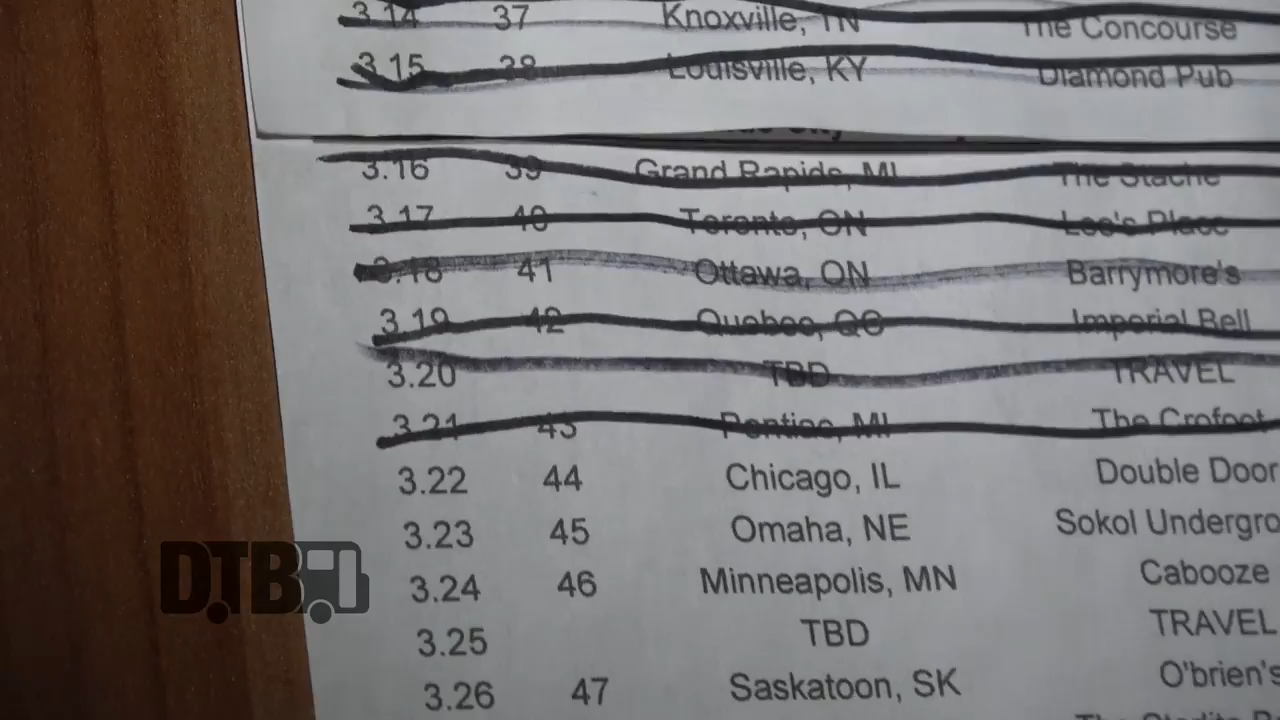 3.14 37 Knoxville, TN The Concourse
3.15 38 Louisville, KY Diamond Pub
3.16 39 Grand Rapids, MI The Stache
3.17 40 Toronto, ON Lee's Place
3.18 41 Ottawa, ON Barrymore's
3.19 42 Quebec, QC Imperial Bell
3.20 TBD TRAVEL
3.21 43 Pontiac, MI The Crofoot
3.22 44 Chicago, IL Double Door
3.23 45 Omaha, NE Sokol Undergro
3.24 46 Minneapolis, MN Cabooze
3.25 TBD TRAVEL
3.26 47 Saskatoon, SK O'brien's
DTB